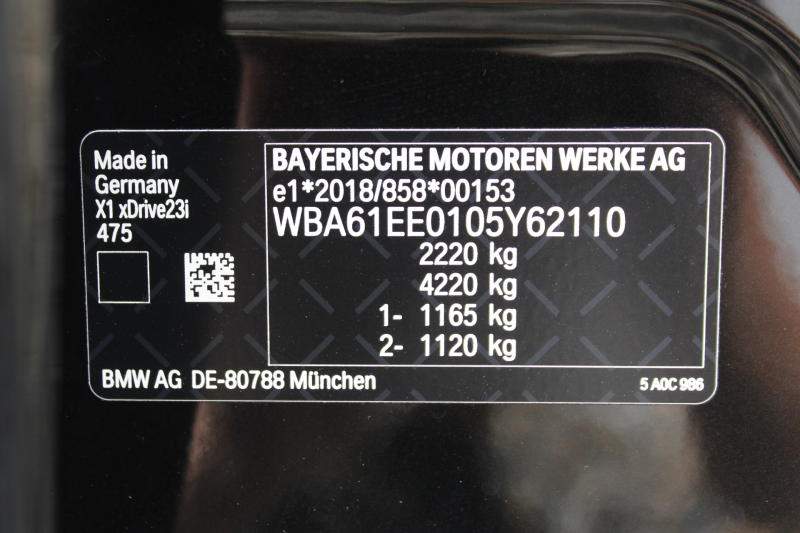 Made in
Germany
X1 xDrive23i
475
BAYERISCHE MOTOREN WERKE AG
e1*2018/858*00153
WBA61EE0105Y62110
2220 kg
4220 kg
1- 1165 kg
2- 1120 kg
BMW AG DE-80788 München
5 A0C 986